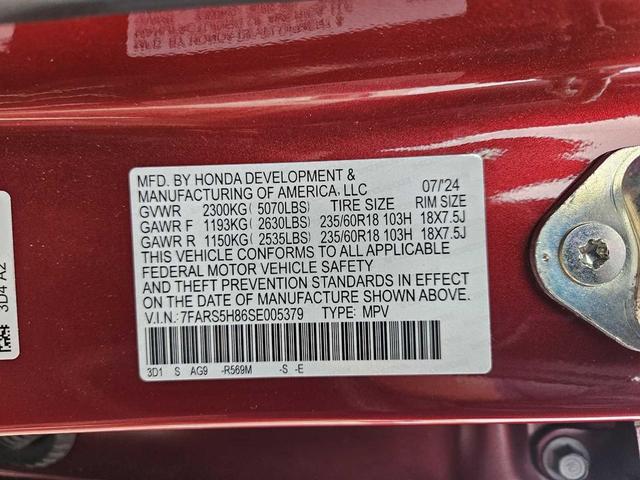 MFD. BY HONDA DEVELOPMENT &
MANUFACTURING OF AMERICA, LLC 07/'24
GVWR 2300KG( 5070LBS) TIRE SIZE RIM SIZE
GAWR F 1193KG( 2630LBS) 235/60R18 103H 18X7.5J
GAWR R 1150KG( 2535LBS) 235/60R18 103H 18X7.5J
THIS VEHICLE CONFORMS TO ALL APPLICABLE
FEDERAL MOTOR VEHICLE SAFETY
AND THEFT PREVENTION STANDARDS IN EFFECT
ON THE DATE OF MANUFACTURE SHOWN ABOVE.
V.I.N.:7FARS5H86SE005379 TYPE: MPV
3D1 S AG9 -R569M -S -E
3D4 A2